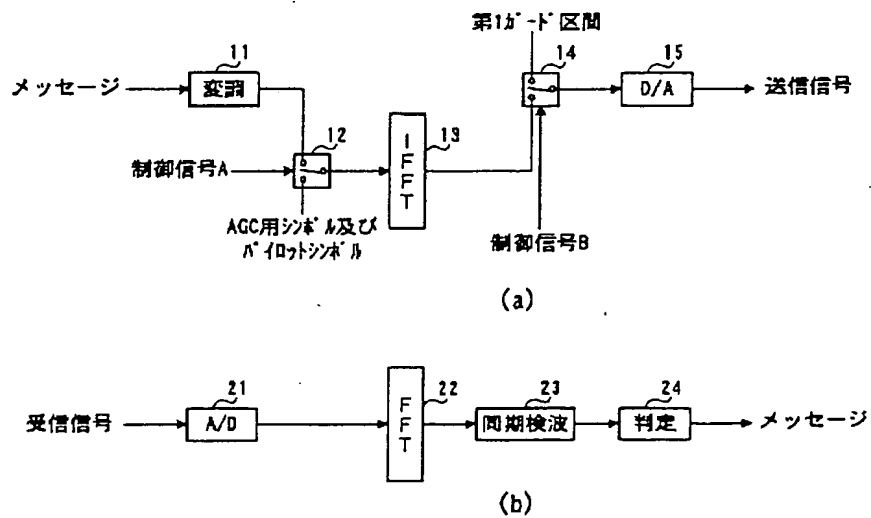 第1ガード区間
11
14
15
メッセージ
変調
D/A
送信信号
12
13
制御信号A
IFFT
AGC用シンボル及び
パイロットシンボル
制御信号B
(a)
21
22
23
24
受信信号
A/D
FFT
同期検波
判定
メッセージ
(b)